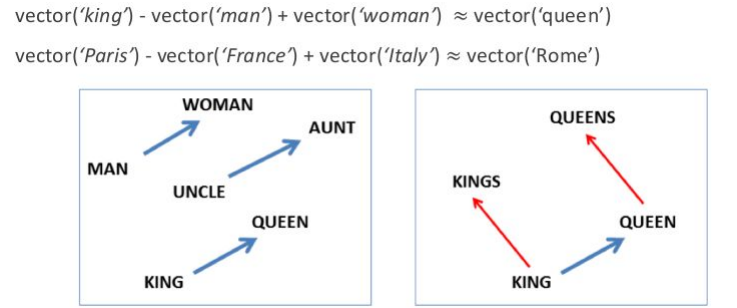 vector(‘king’) - vector(‘man’) + vector(‘woman’) ≈ vector(‘queen’)
vector(‘Paris’) - vector(‘France’) + vector(‘Italy’) ≈ vector(‘Rome’)
WOMAN
AUNT
MAN
UNCLE
QUEEN
KING
QUEENS
KINGS
QUEEN
KING